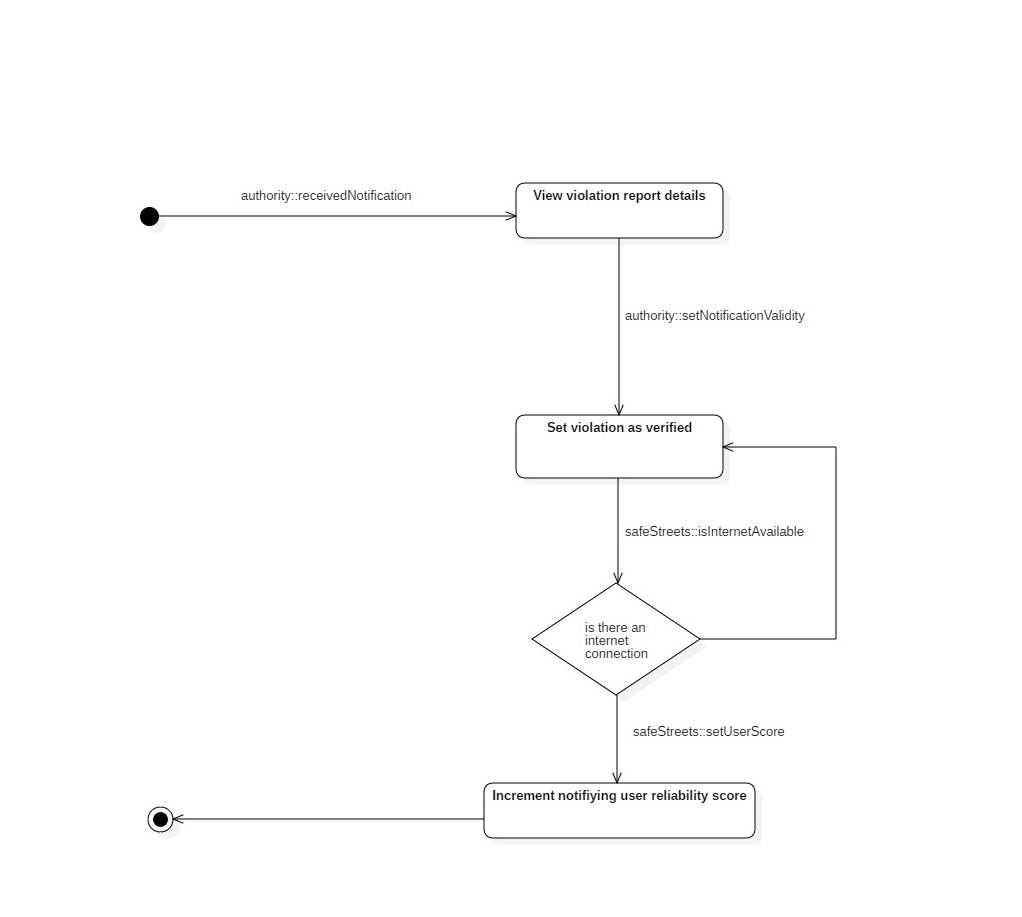 authority::receivedNotification
View violation report details
authority::setNotificationValidity
Set violation as verified
safeStreets::isInternetAvailable
is there an
internet
connection
safeStreets::setUserScore
Increment notifiying user reliability score